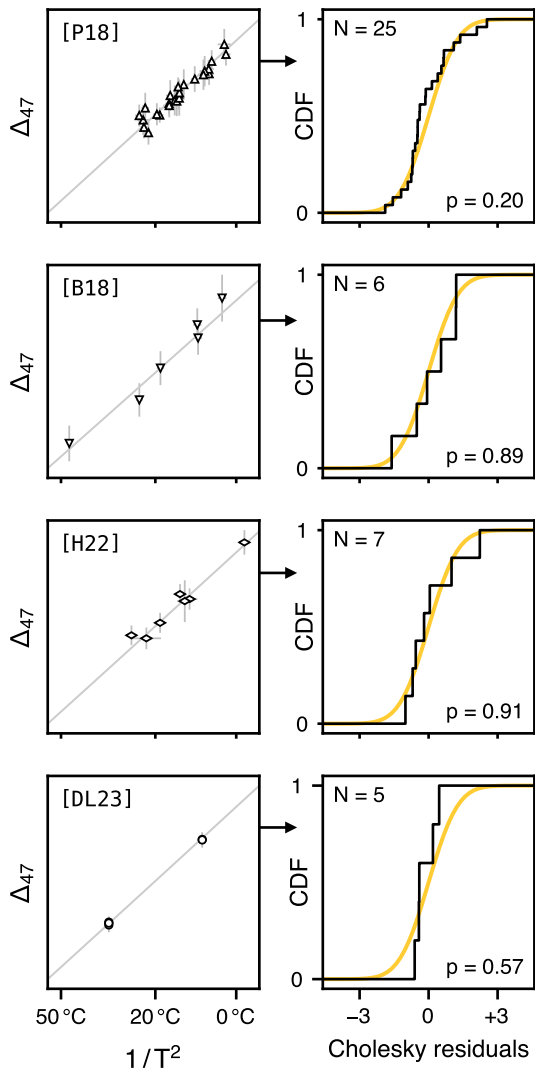 [P18]
Δ47
N = 25
1
CDF
0
p = 0.20
[B18]
Δ47
N = 6
1
CDF
0
p = 0.89
[H22]
Δ47
N = 7
1
CDF
0
p = 0.91
[DL23]
Δ47
50 °C 20 °C 0 °C
1 / T²
N = 5
1
CDF
0
p = 0.57
−3 0 +3
Cholesky residuals